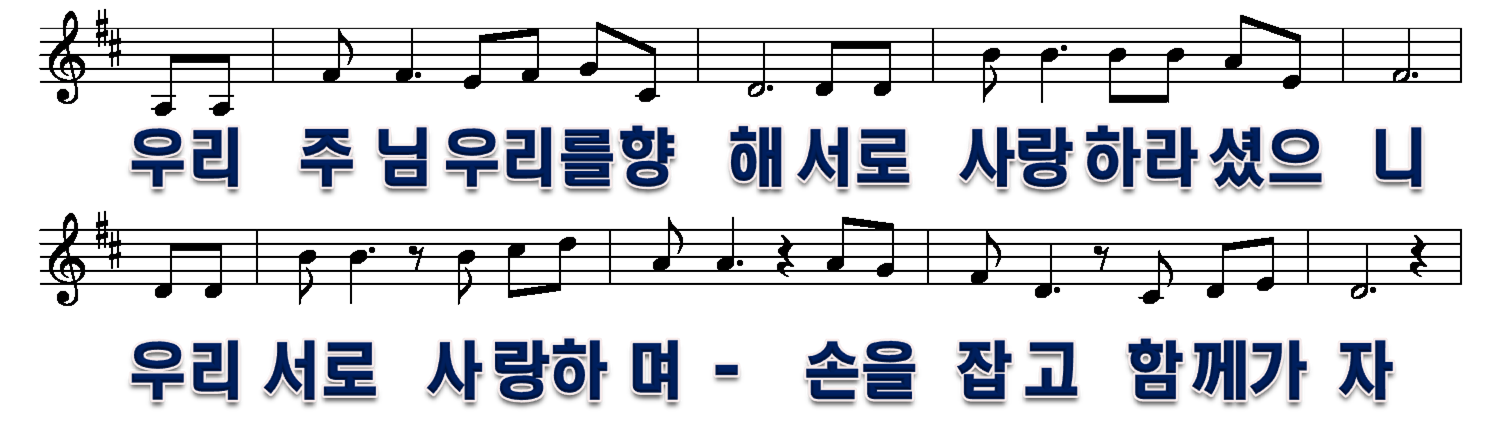 우리 주 님 우리를향 해 서로 사랑 하라 셨으 니
우리 서로 사랑하 며 - 손을 잡고 함께가 자